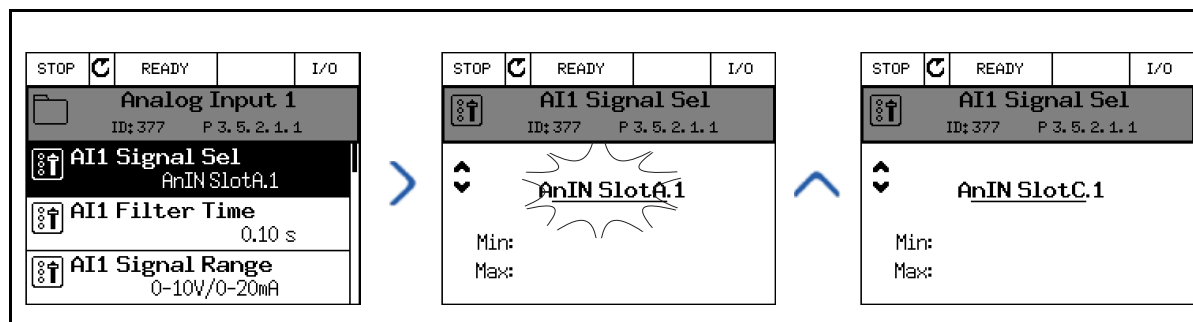 STOP READY I/O
Analog Input 1
ID:377 P3.5.2.1.1
AI1 Signal Sel
AnIN SlotA.1
AI1 Filter Time
0.10 s
AI1 Signal Range
0-10V/0-20mA
STOP READY I/O
AI1 Signal Sel
ID:377 P3.5.2.1.1
AnIN SlotA.1
Min:
Max:
STOP READY I/O
AI1 Signal Sel
ID:377 P3.5.2.1.1
AnIN SlotC.1
Min:
Max: